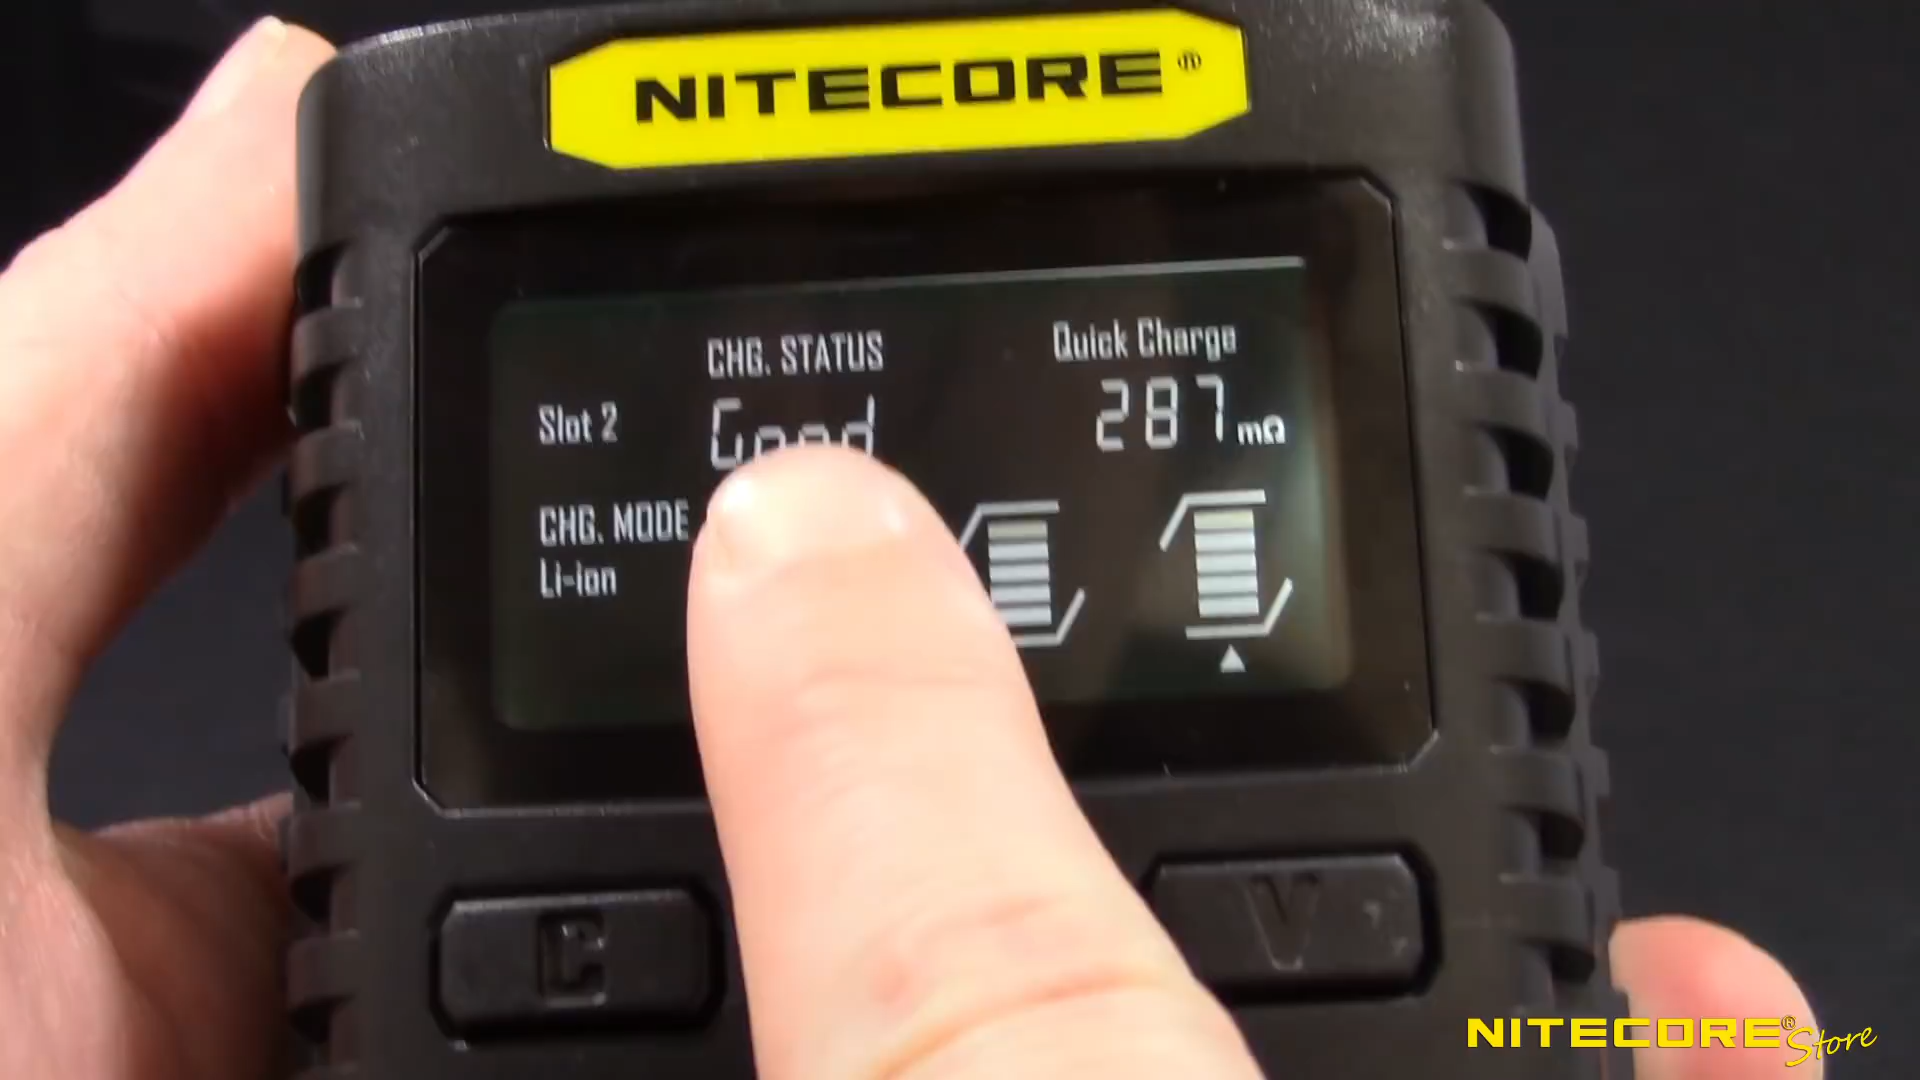 NITECORE®
CHG. STATUS
Quick Charge
Slot 2
Good
287 mΩ
CHG. MODE
Li-ion
C
V
NITECORE® Store